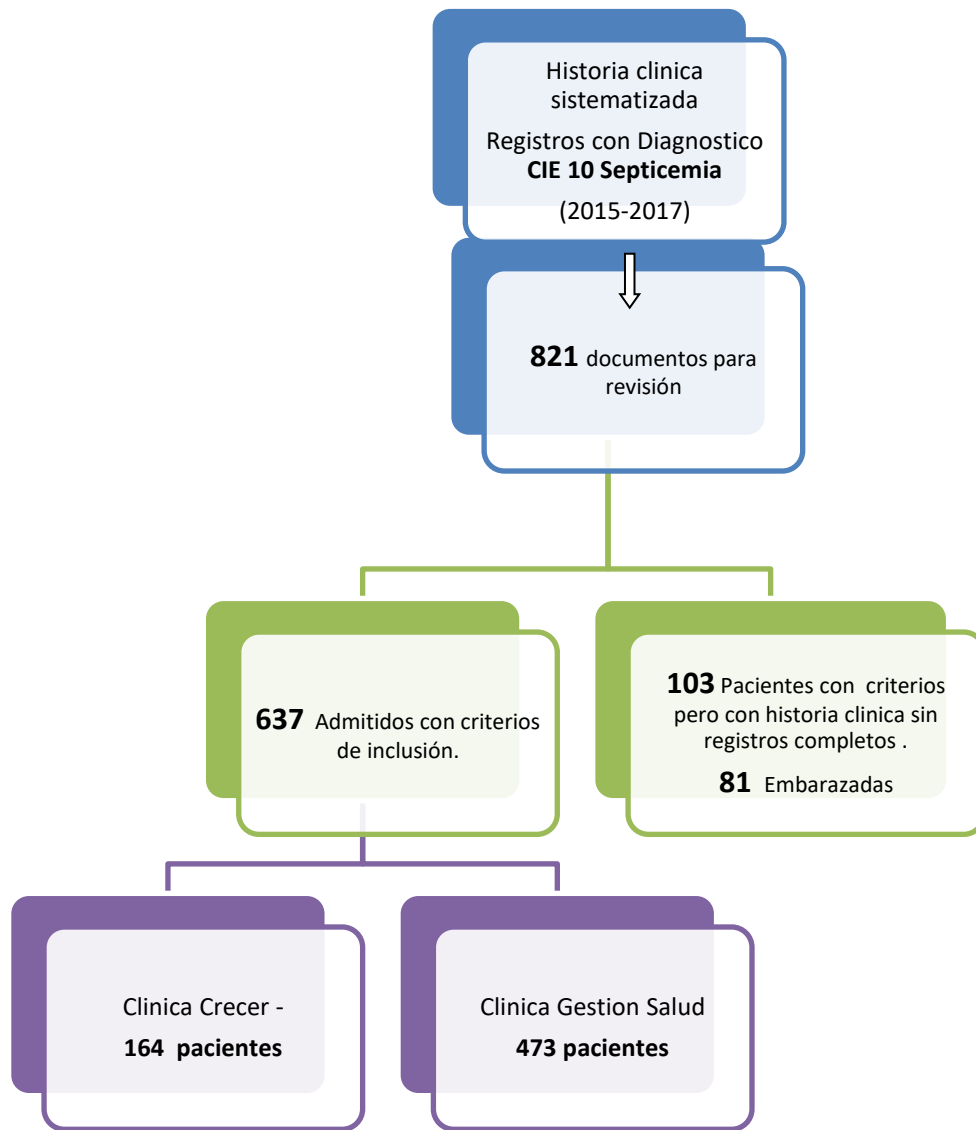 Historia clinica
sistematizada
Registros con Diagnostico
CIE 10 Septicemia
(2015-2017)
821 documentos para
revisión
637 Admitidos con criterios
de inclusión.
103 Pacientes con criterios
pero con historia clinica sin
registros completos .
81 Embarazadas
Clinica Crecer -
164 pacientes
Clinica Gestion Salud
473 pacientes